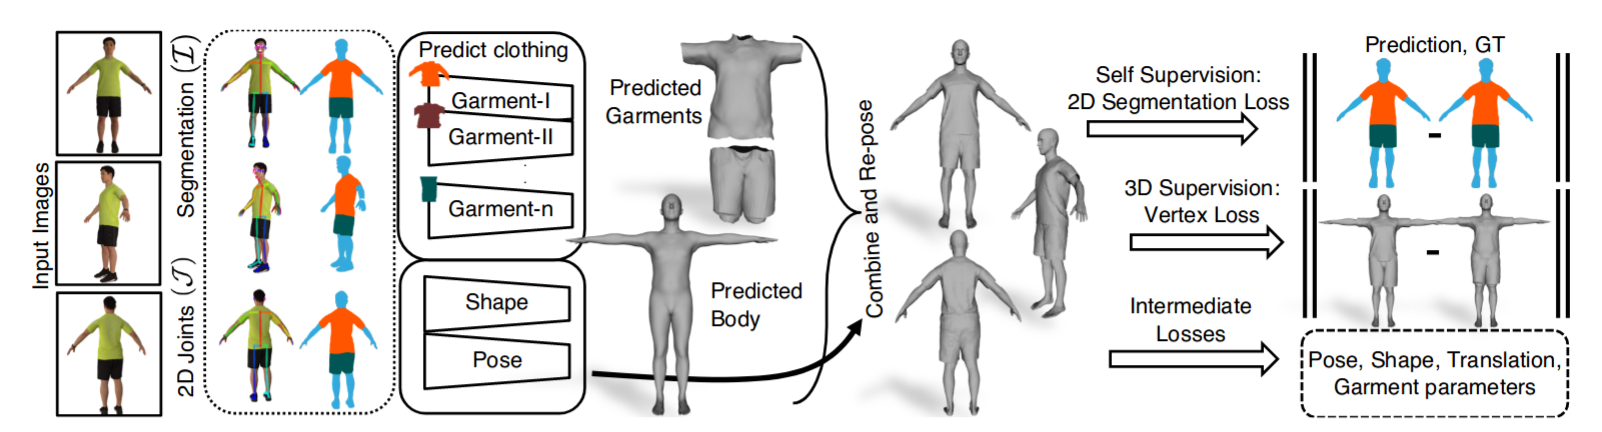 Input Images
Segmentation (𝓘)
2D Joints (𝓙)
Predict clothing
Garment-I
Garment-II
Garment-n
Shape
Pose
Predicted
Garments
Predicted
Body
Combine and Re-pose
Self Supervision:
2D Segmentation Loss
3D Supervision:
Vertex Loss
Intermediate
Losses
Prediction, GT
Pose, Shape, Translation,
Garment parameters